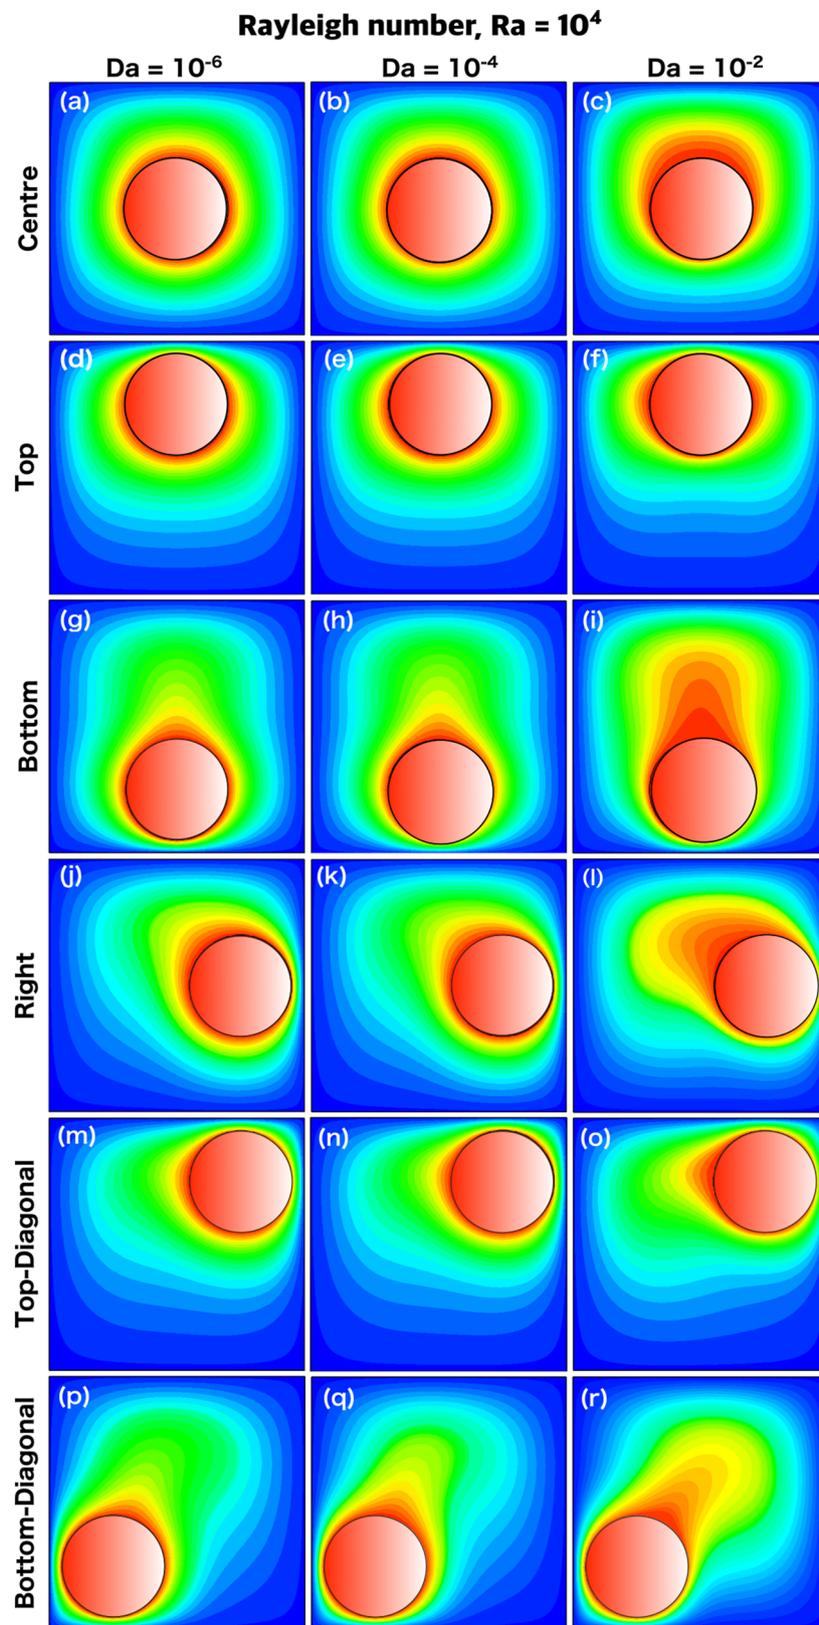 Rayleigh number, Ra = 10⁴
Da = 10⁻⁶ Da = 10⁻⁴ Da = 10⁻²
Centre
(a) (b) (c)
Top
(d) (e) (f)
Bottom
(g) (h) (i)
Right
(j) (k) (l)
Top-Diagonal
(m) (n) (o)
Bottom-Diagonal
(p) (q) (r)